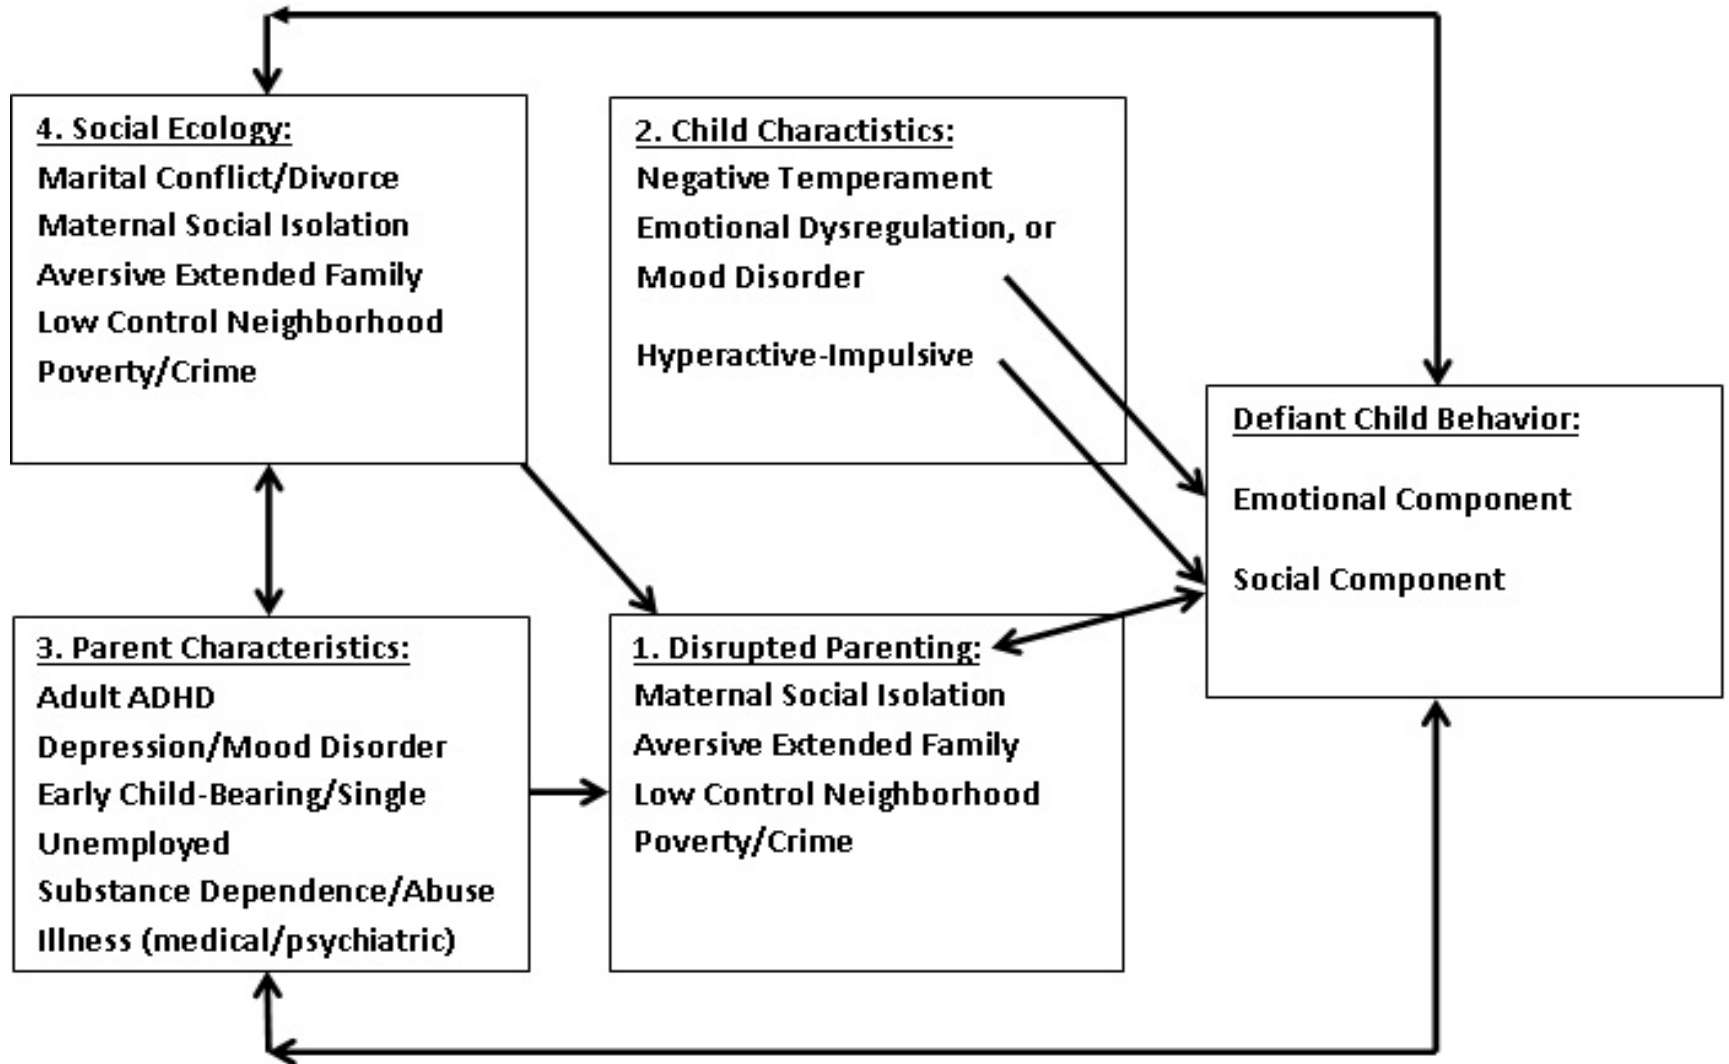 4. Social Ecology:
Marital Conflict/Divorce
Maternal Social Isolation
Aversive Extended Family
Low Control Neighborhood
Poverty/Crime
2. Child Charactistics:
Negative Temperament
Emotional Dysregulation, or
Mood Disorder
Hyperactive-Impulsive
Defiant Child Behavior:
Emotional Component
Social Component
3. Parent Characteristics:
Adult ADHD
Depression/Mood Disorder
Early Child-Bearing/Single
Unemployed
Substance Dependence/Abuse
Illness (medical/psychiatric)
1. Disrupted Parenting:
Maternal Social Isolation
Aversive Extended Family
Low Control Neighborhood
Poverty/Crime